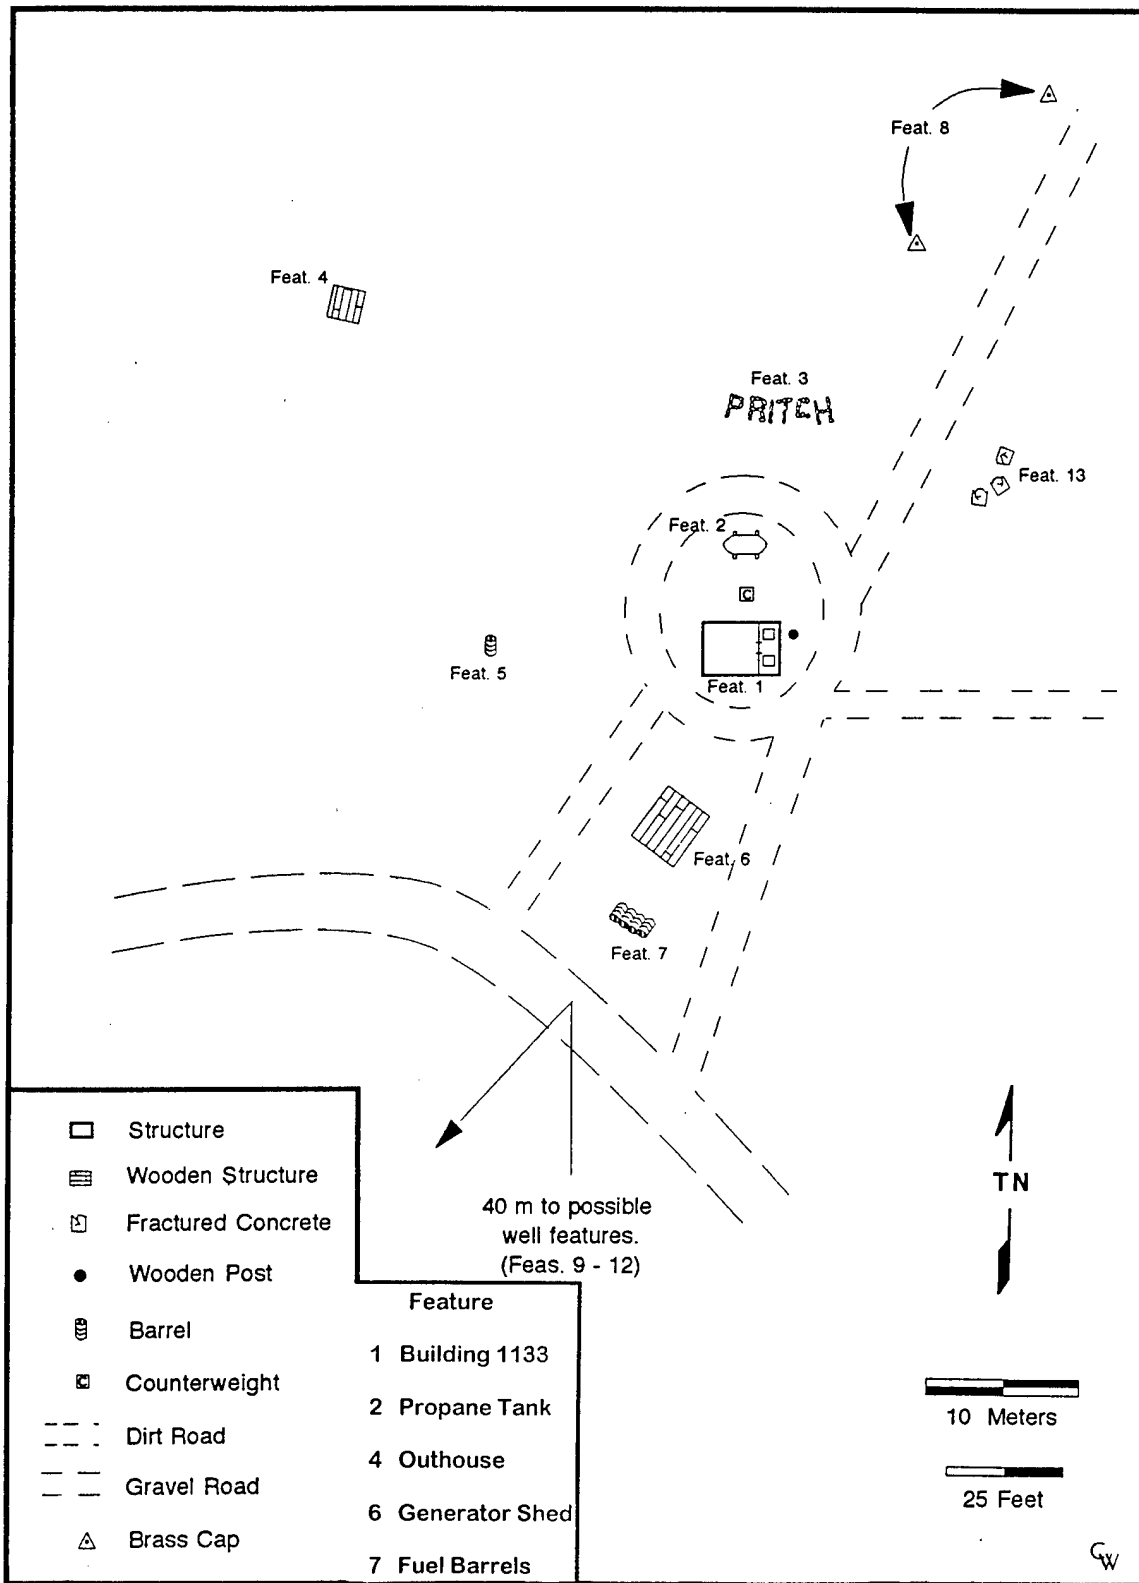 Feat. 8
Feat. 4
Feat. 3
PRITCH
Feat. 13
Feat. 2
C
Feat. 5
Feat. 1
Feat. 6
Feat. 7
40 m to possible
well features.
(Feas. 9 - 12)
TN
10 Meters
25 Feet
CW
Structure
Wooden Structure
Fractured Concrete
Wooden Post
Barrel
C Counterweight
Dirt Road
Gravel Road
Brass Cap
Feature
1 Building 1133
2 Propane Tank
4 Outhouse
6 Generator Shed
7 Fuel Barrels